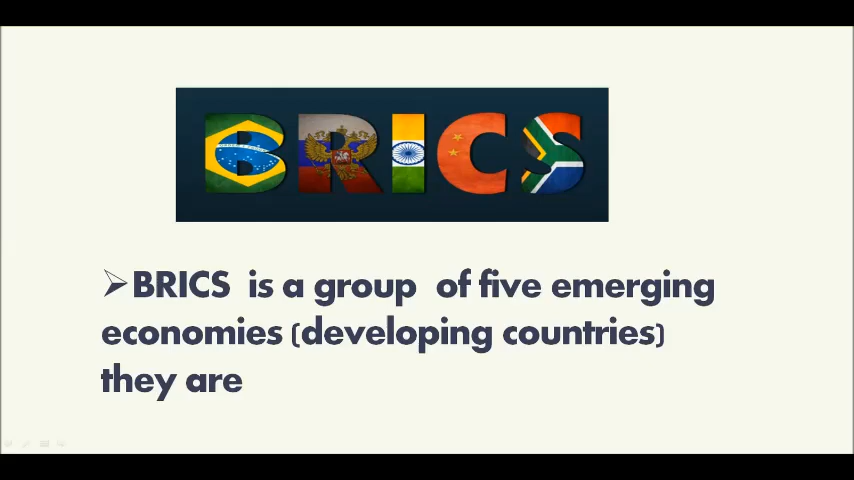 BRICS
➢BRICS is a group of five emerging
economies (developing countries)
they are